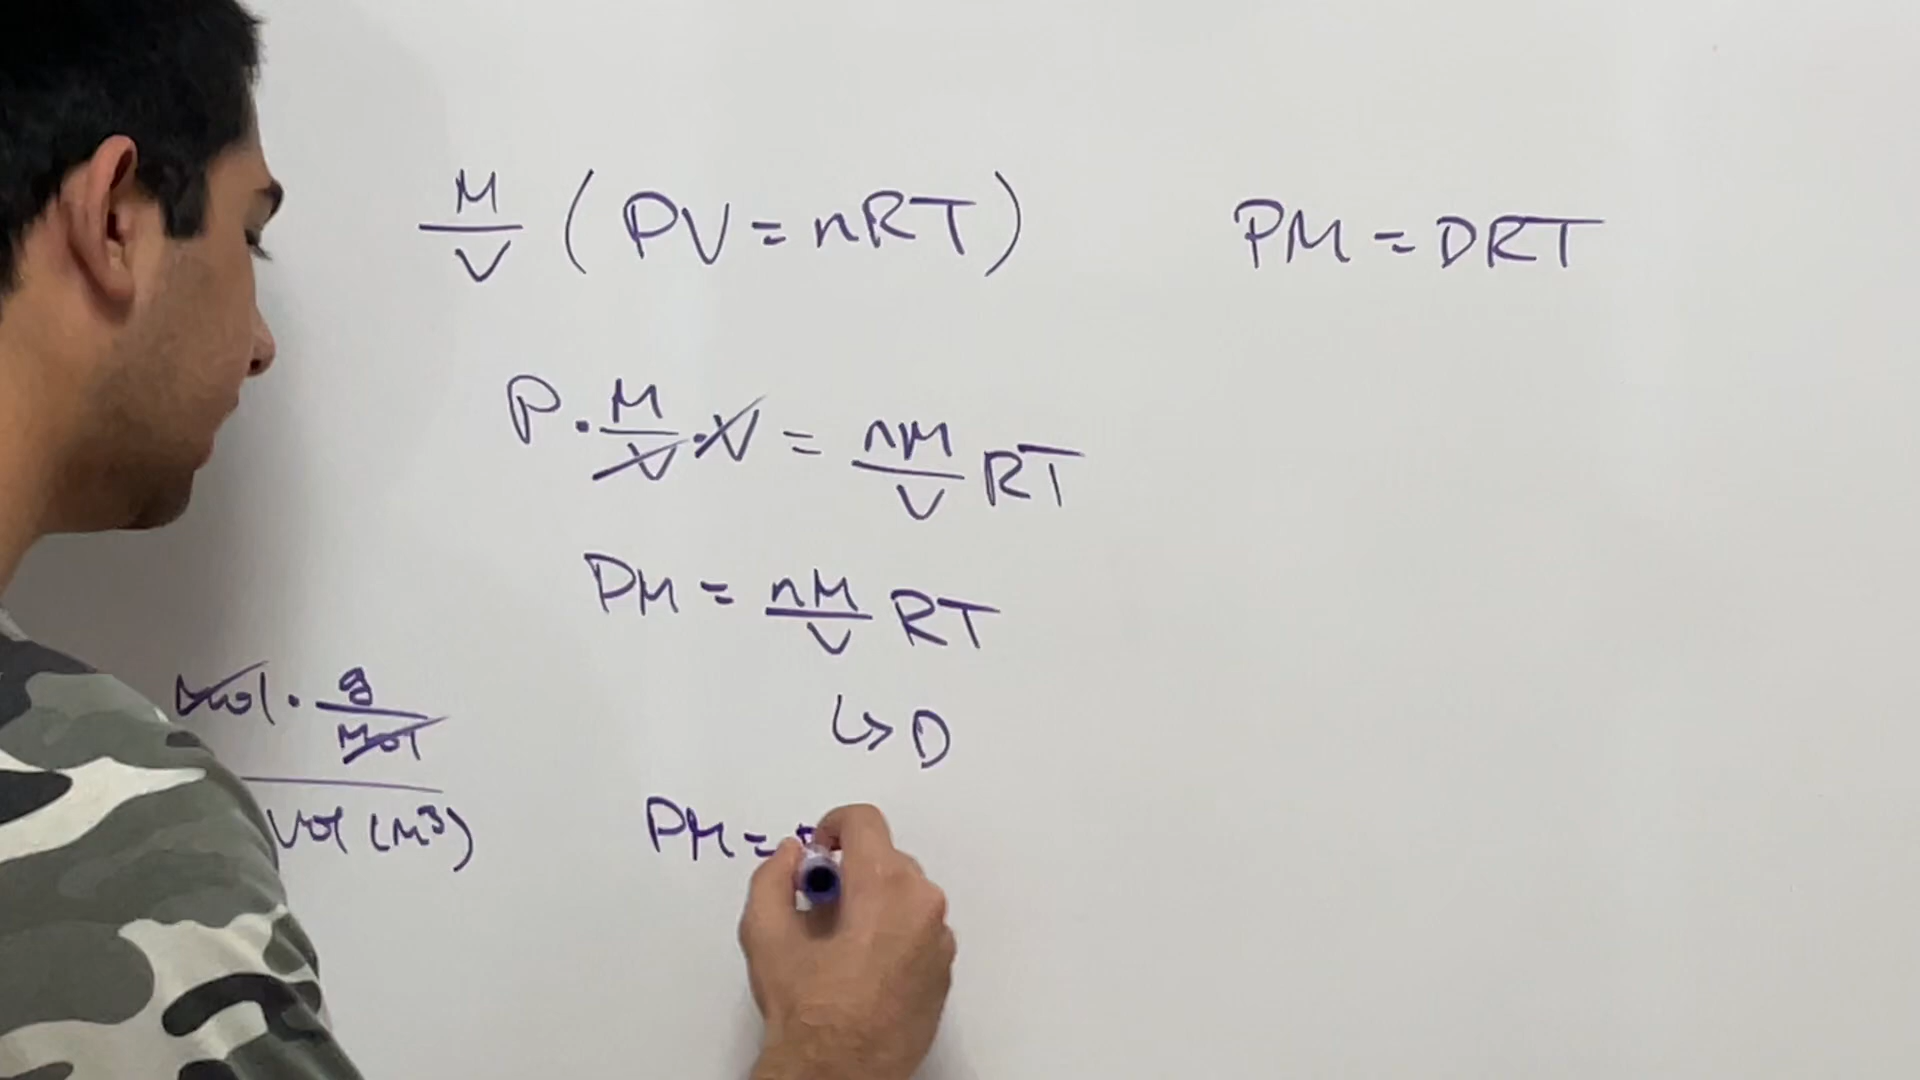 M/V ( PV = nRT )
PM = DRT
P · M/V · V = nM/V RT
PM = nM/V RT
mol · g/mol
Vol (m³)
↳ D
PM =